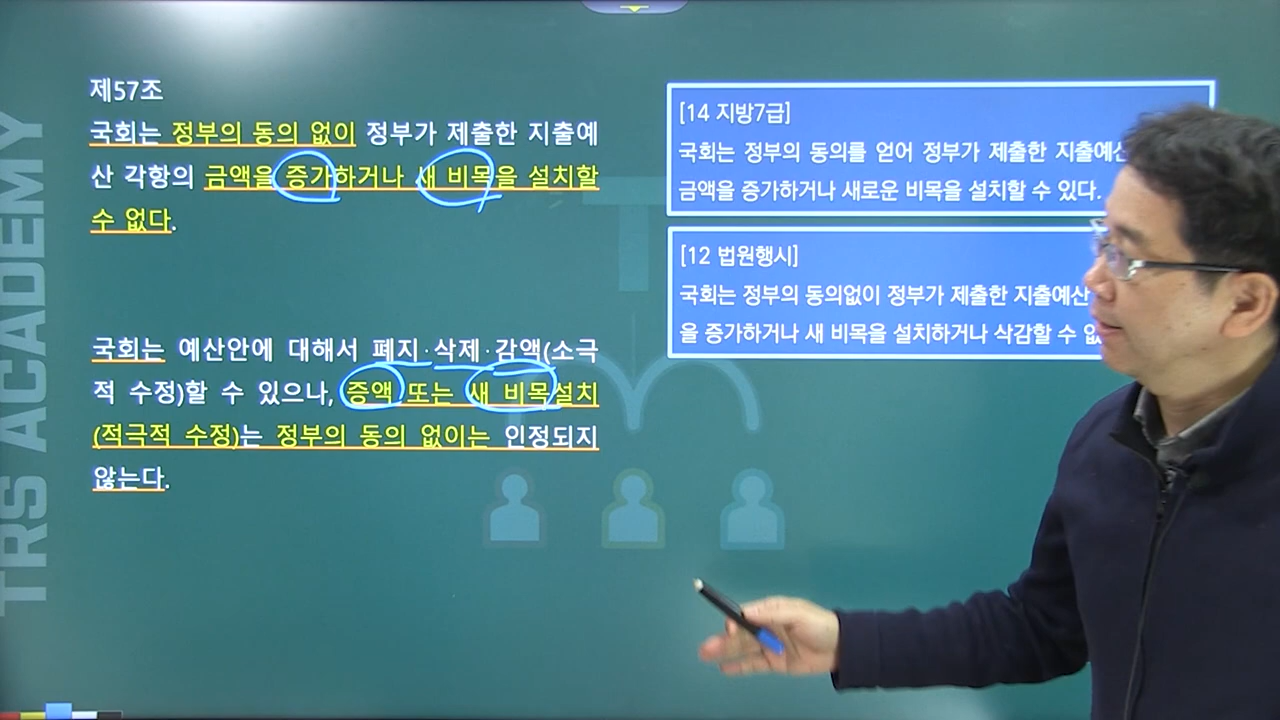 제57조
국회는 정부의 동의 없이 정부가 제출한 지출예
산 각항의 금액을 증가하거나 새 비목을 설치할
수 없다.
국회는 예산안에 대해서 폐지·삭제·감액(소극
적 수정)할 수 있으나, 증액 또는 새 비목설치
(적극적 수정)는 정부의 동의 없이는 인정되지
않는다.
[14 지방7급]
국회는 정부의 동의를 얻어 정부가 제출한 지출예산
금액을 증가하거나 새로운 비목을 설치할 수 있다.
[12 법원행시]
국회는 정부의 동의없이 정부가 제출한 지출예산
을 증가하거나 새 비목을 설치하거나 삭감할 수
TRS ACADEMY